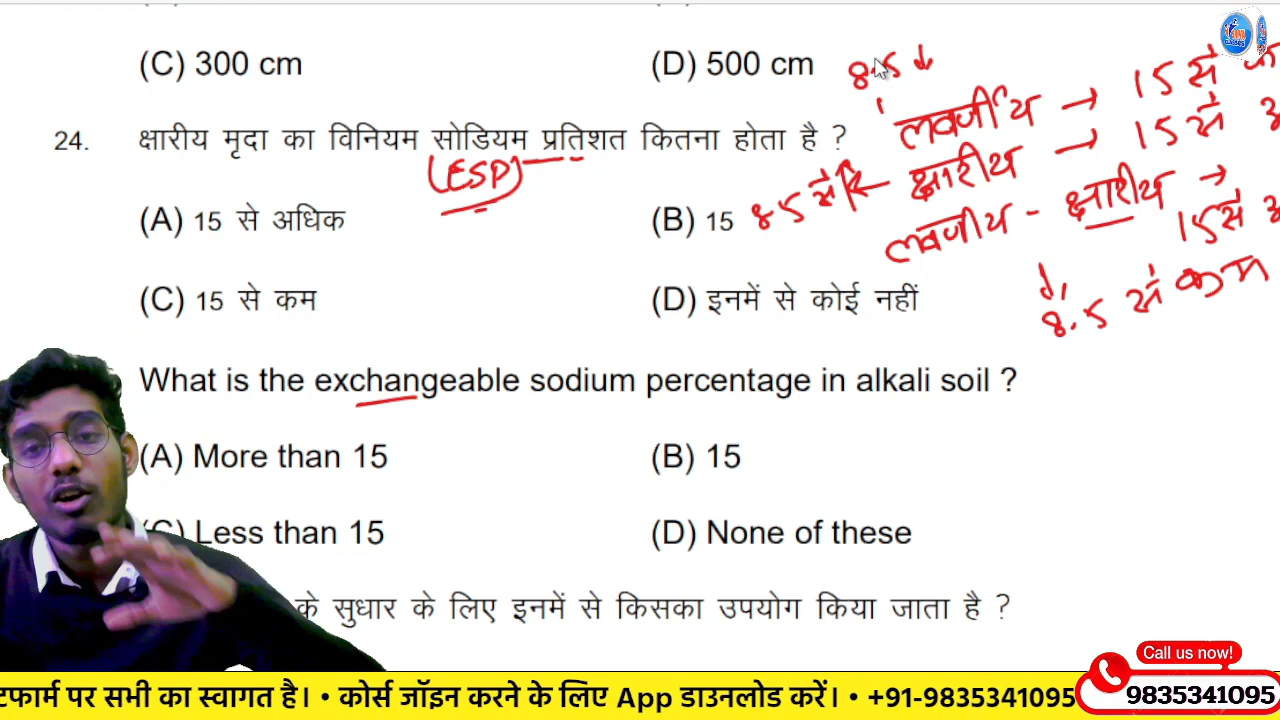 (C) 300 cm
(D) 500 cm
8.5 ↓
लवणीय → 15 से
24. क्षारीय मृदा का विनियम सोडियम प्रतिशत कितना होता है ?
(ESP)
क्षारीय → 15 से
8.5 से
लवणीय - क्षारीय →
15 से
8.5 से कम
(A) 15 से अधिक
(B) 15
(C) 15 से कम
(D) इनमें से कोई नहीं
What is the exchangeable sodium percentage in alkali soil ?
(A) More than 15
(B) 15
(C) Less than 15
(D) None of these
के सुधार के लिए इनमें से किसका उपयोग किया जाता है ?
Call us now!
टफार्म पर सभी का स्वागत है। • कोर्स जॉइन करने के लिए App डाउनलोड करें। • +91-9835341095
9835341095